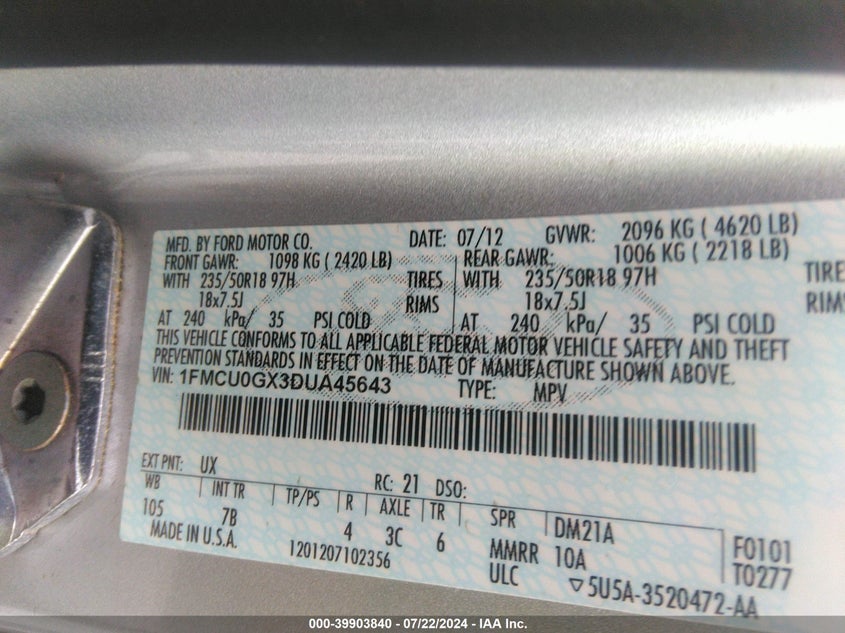 MFD. BY FORD MOTOR CO. DATE: 07/12 GVWR: 2096 KG ( 4620 LB)
FRONT GAWR: 1098 KG ( 2420 LB) REAR GAWR: 1006 KG ( 2218 LB)
WITH 235/50R18 97H TIRES WITH 235/50R18 97H TIRE
18x7.5J RIMS 18x7.5J RIM
AT 240 kPa/ 35 PSI COLD AT 240 kPa/ 35 PSI COLD
THIS VEHICLE CONFORMS TO ALL APPLICABLE FEDERAL MOTOR VEHICLE SAFETY AND THEFT
PREVENTION STANDARDS IN EFFECT ON THE DATE OF MANUFACTURE SHOWN ABOVE.
VIN: 1FMCU0GX3DUA45643 TYPE: MPV
EXT PNT: UX RC: 21 DSO:
WB INT TR TP/PS R AXLE TR SPR DM21A
105 7B 4 3C 6 MMRR 10A F0101
MADE IN U.S.A. 1201207102356 ULC T0277
▽5U5A-3520472-AA
000-39903840 - 07/22/2024 - IAA Inc.